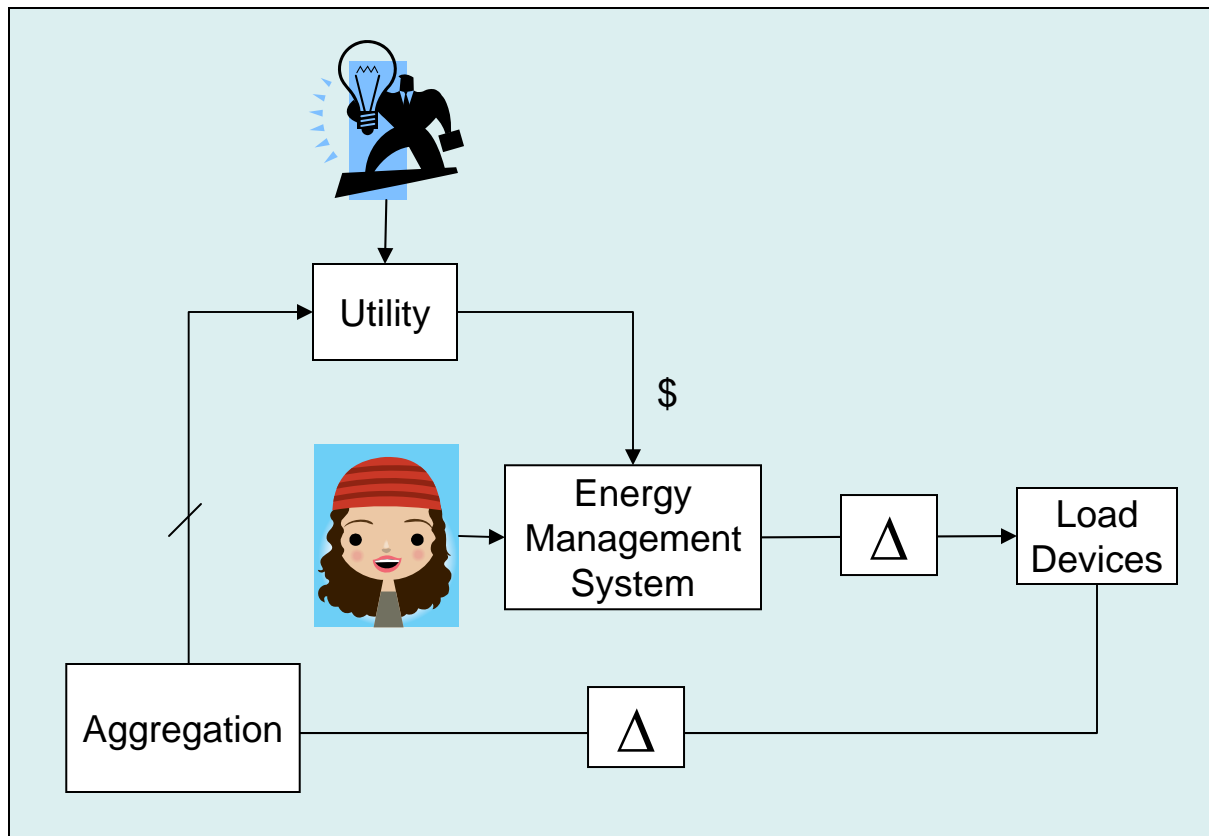 Utility
$
Energy
Management
System
Δ
Load
Devices
Aggregation
Δ